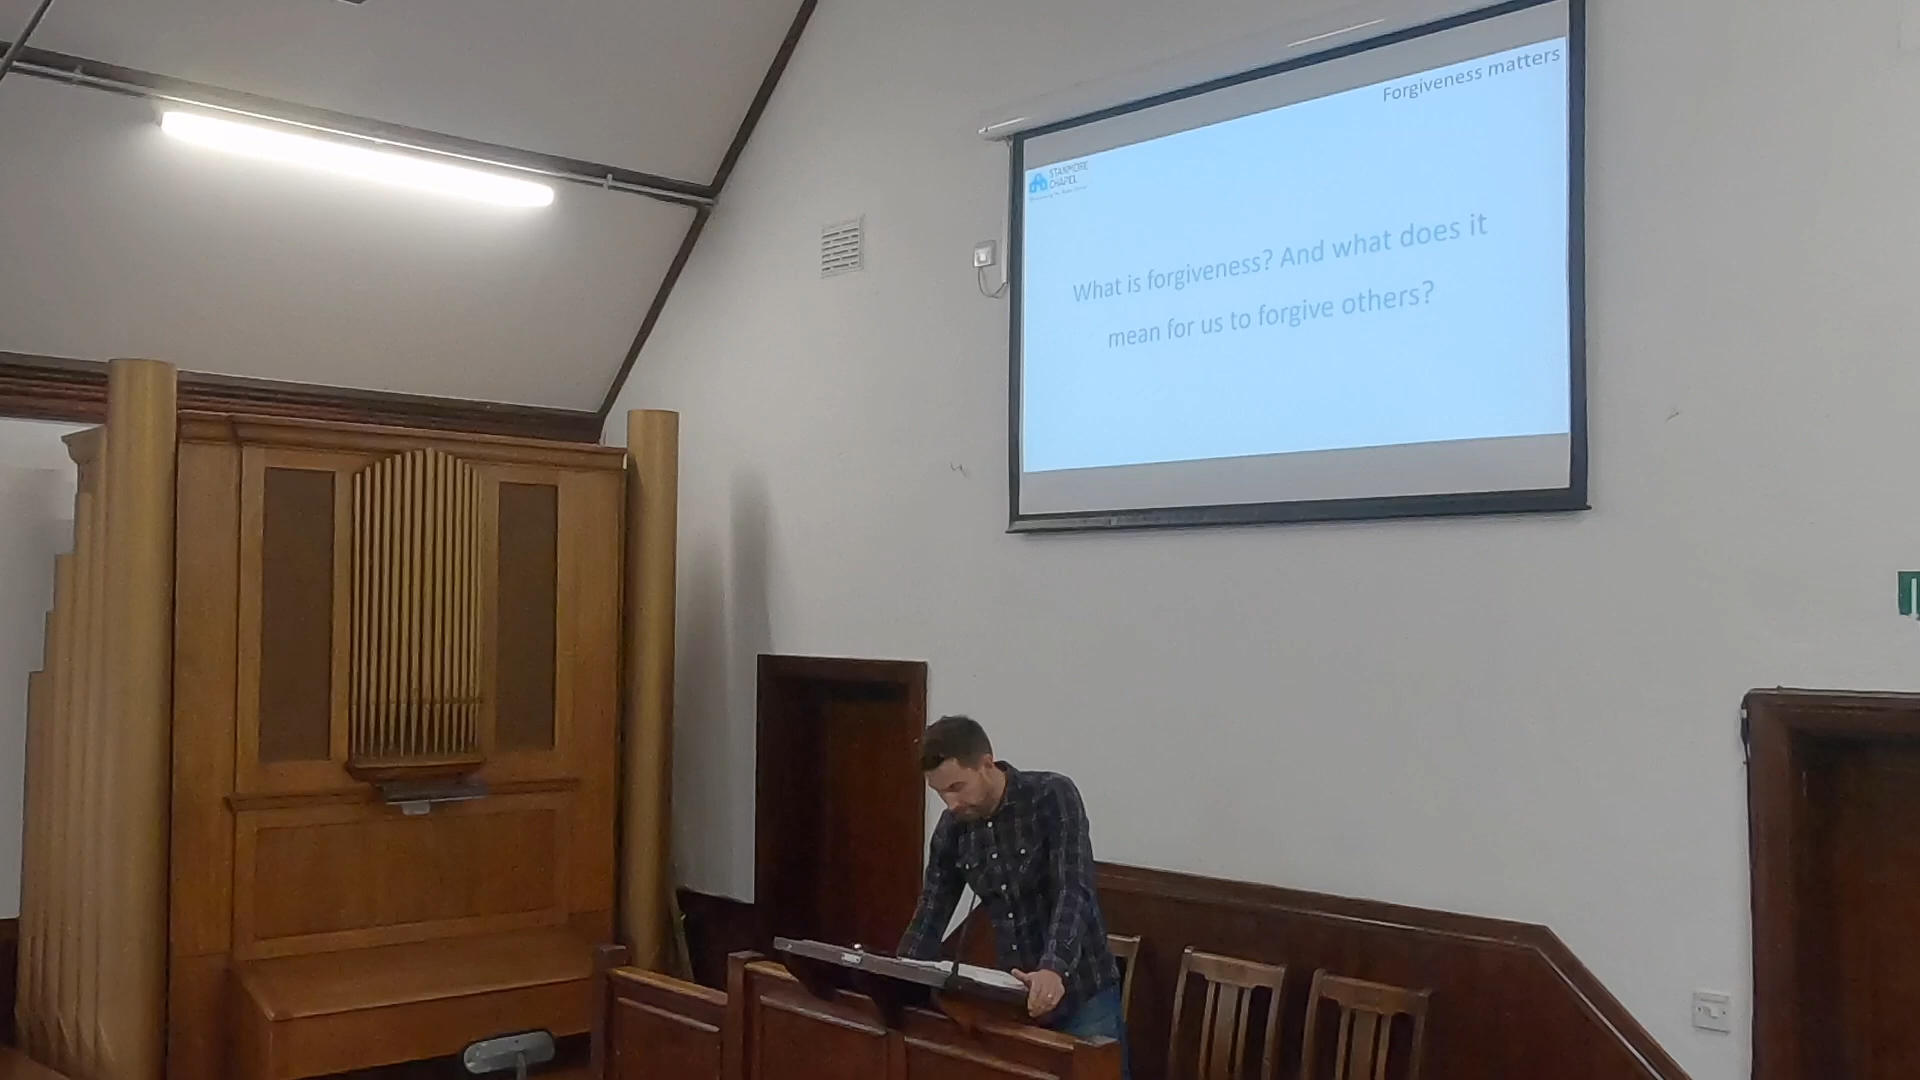 Forgiveness matters
STANMORE
CHAPEL
What is forgiveness? And what does it
mean for us to forgive others?